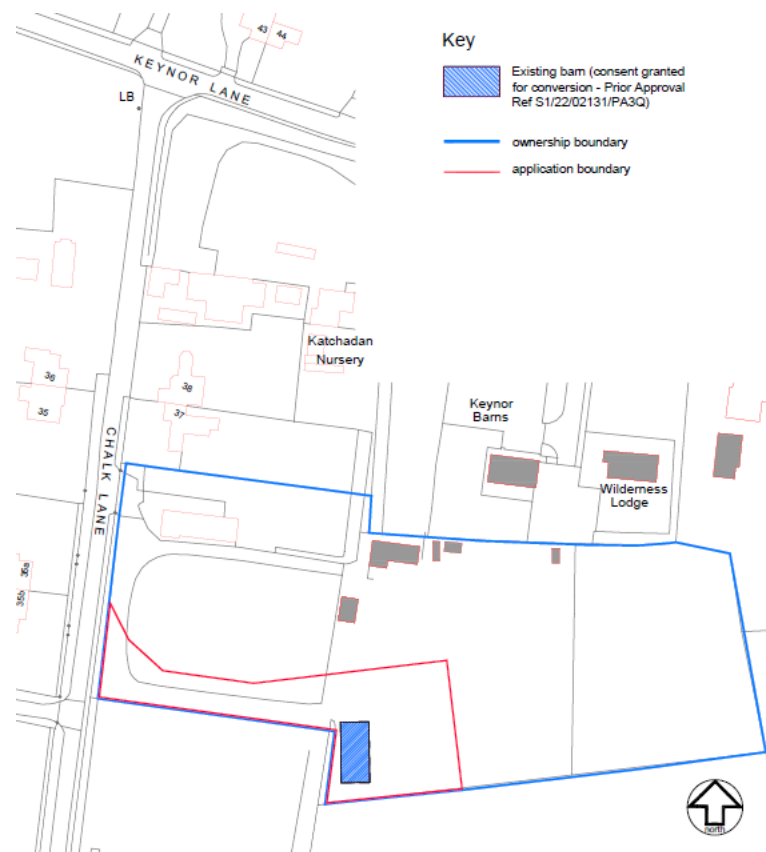 43
44
KEYNOR LANE
LB
Key
Existing barn (consent granted
for conversion - Prior Approval
Ref S1/22/02131/PA3Q)
ownership boundary
application boundary
Katchadan
Nursery
36
35
38
37
Keynor
Barns
Wilderness
Lodge
CHALK LANE
35a
35b
north